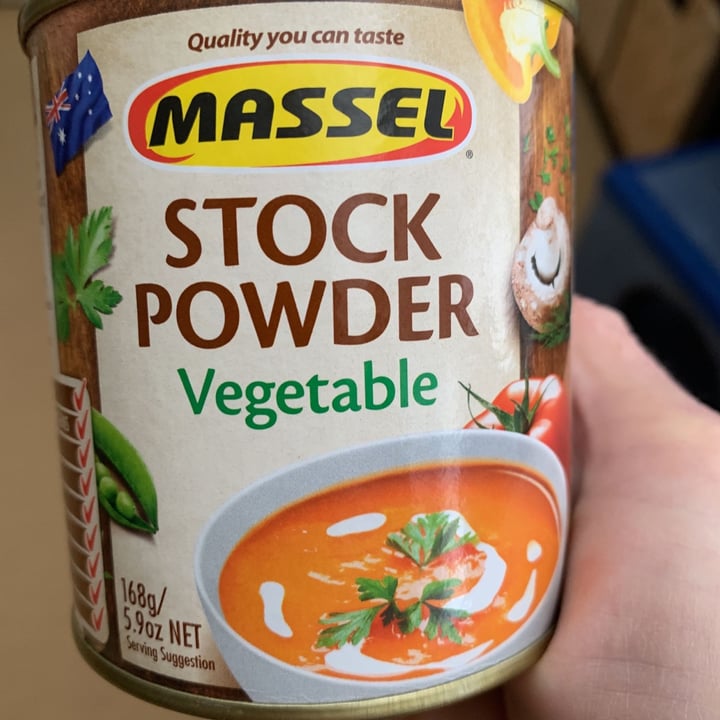 Quality you can taste
MASSEL
®
STOCK
POWDER
Vegetable
168g/
5.9oz NET
Serving Suggestion